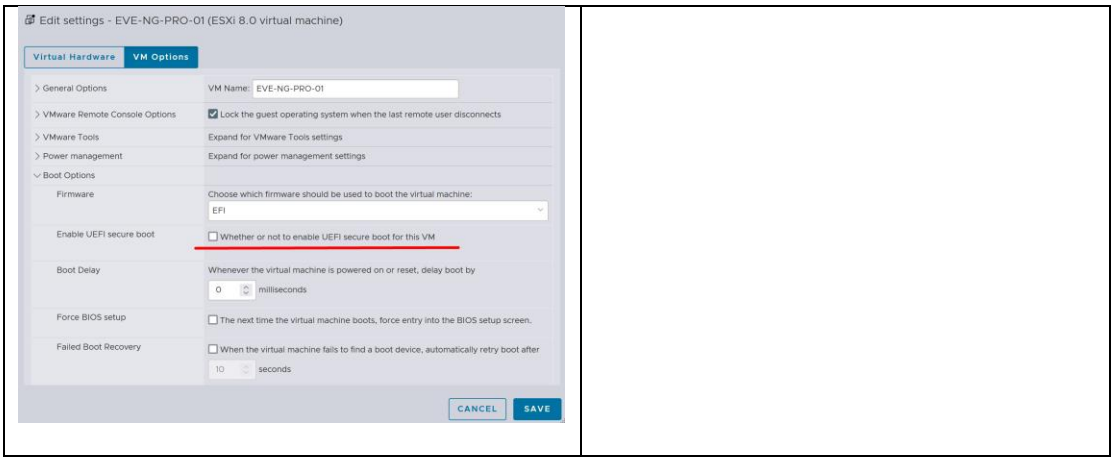 Edit settings - EVE-NG-PRO-01 (ESXi 8.0 virtual machine)
Virtual Hardware VM Options
General Options VM Name: EVE-NG-PRO-01
VMware Remote Console Options Lock the guest operating system when the last remote user disconnects
VMware Tools Expand for VMware Tools settings
Power management Expand for power management settings
Boot Options
Firmware Choose which firmware should be used to boot the virtual machine:
EFI
Enable UEFI secure boot Whether or not to enable UEFI secure boot for this VM
Boot Delay Whenever the virtual machine is powered on or reset, delay boot by
0 milliseconds
Force BIOS setup The next time the virtual machine boots, force entry into the BIOS setup screen.
Failed Boot Recovery When the virtual machine fails to find a boot device, automatically retry boot after
10 seconds
CANCEL SAVE